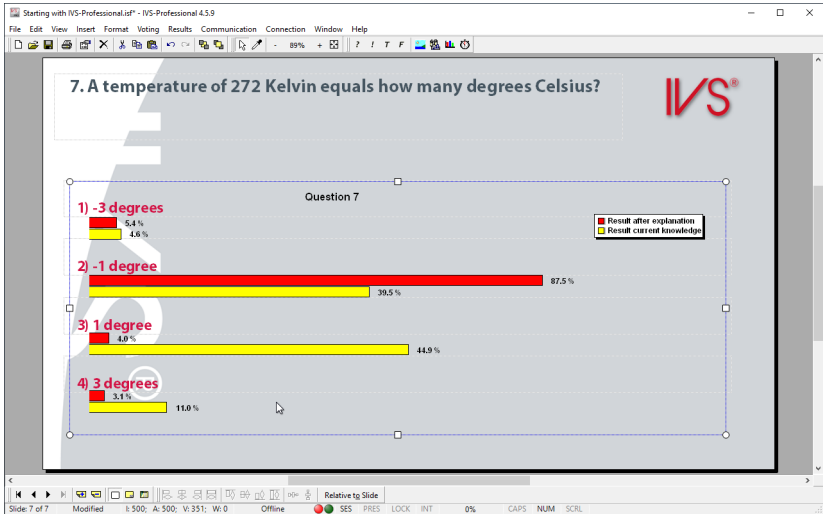 Starting with IVS-Professional.isf* - IVS-Professional 4.5.9
File Edit View Insert Format Voting Results Communication Connection Window Help
- 89% + ? ! T F
7. A temperature of 272 Kelvin equals how many degrees Celsius?
IVS®
Question 7
1) -3 degrees
5.4 %
4.6 %
Result after explanation
Result current knowledge
2) -1 degree
87.5 %
39.5 %
3) 1 degree
4.0 %
44.9 %
4) 3 degrees
3.1 %
11.0 %
Relative to Slide
Slide: 7 of 7 Modified I: 500; A: 500; V: 351; W: 0 Offline SES PRES LOCK INT 0% CAPS NUM SCRL